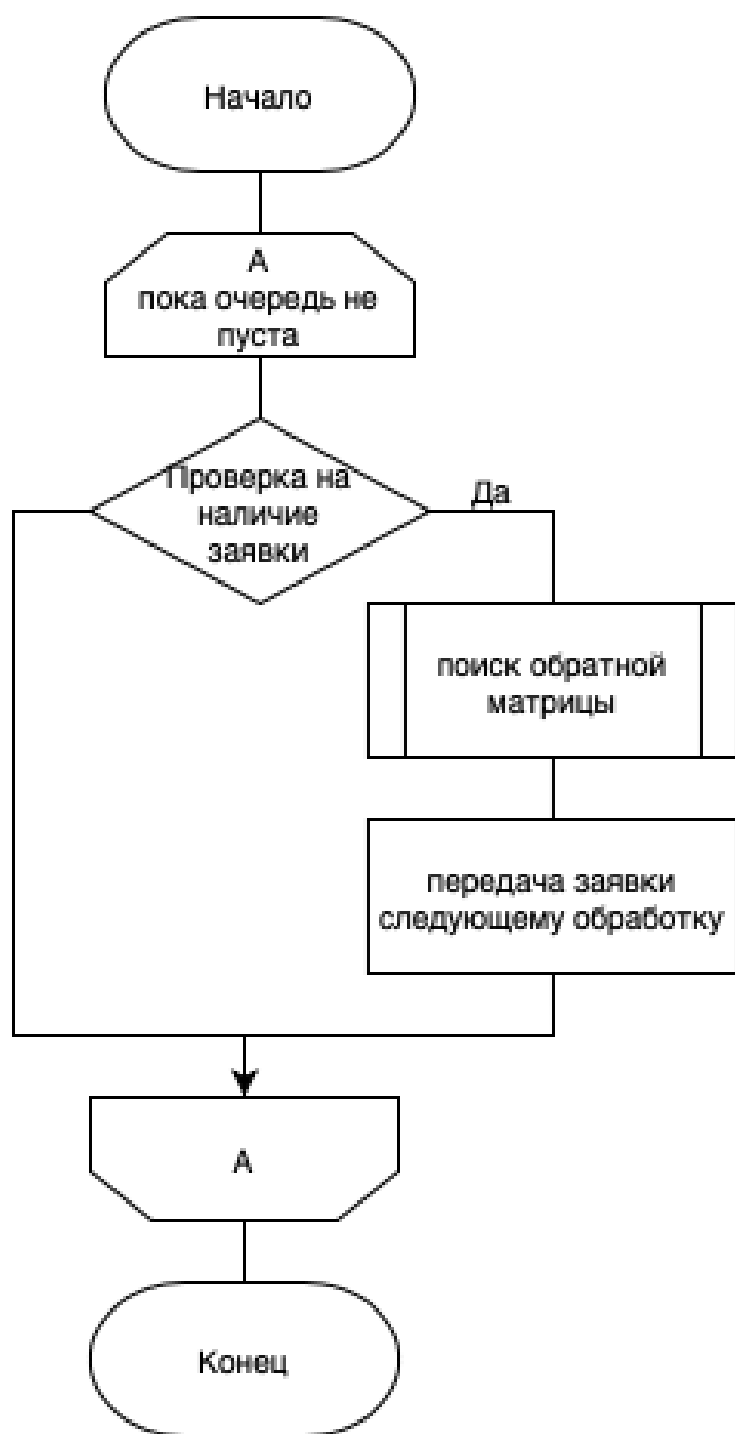 Начало
А
пока очередь не
пуста
Проверка на
наличие
заявки
Да
поиск обратной
матрицы
передача заявки
следующему обработку
А
Конец